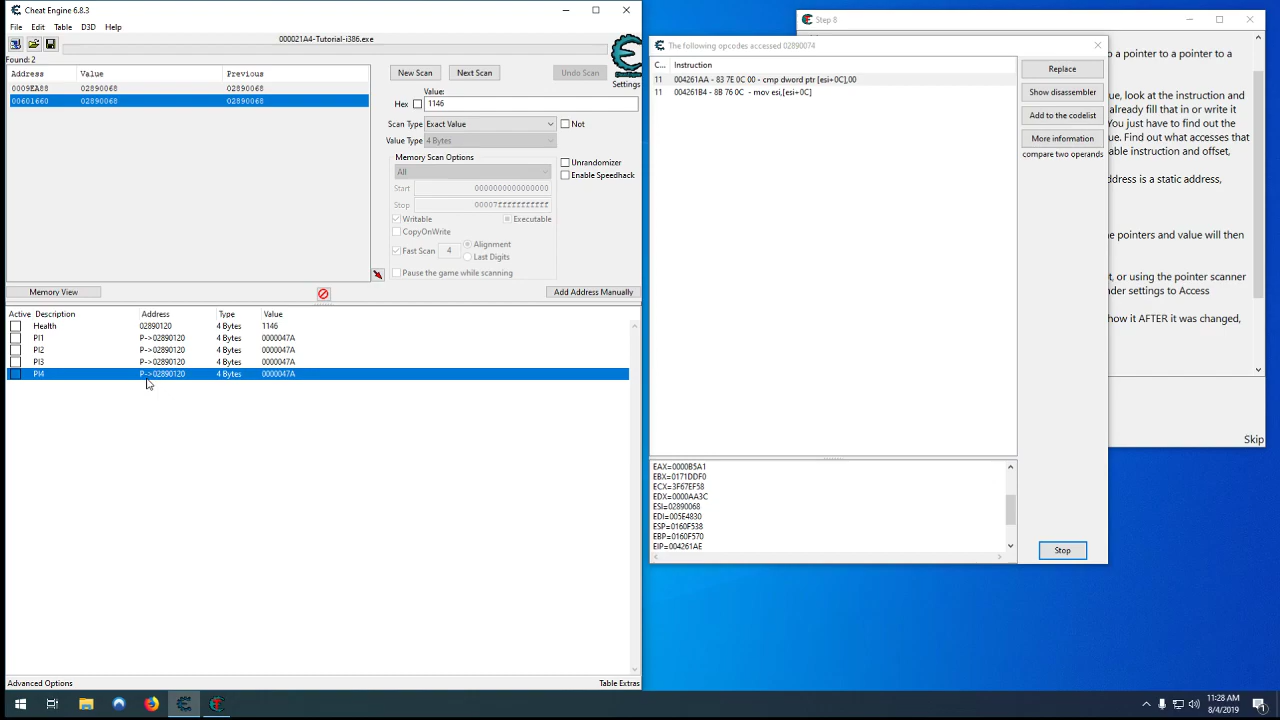 Cheat Engine 6.8.3
File Edit Table D3D Help
000021A4-Tutorial-i386.exe
Found: 2
Address Value Previous
0009EA88 02890068 02890068
00601660 02890068 02890068
New Scan Next Scan Undo Scan
Settings
Value:
Hex 1146
Scan Type Exact Value Not
Value Type 4 Bytes
Memory Scan Options
All
Unrandomizer
Enable Speedhack
Start 0000000000000000
Stop 00007fffffffffff
Writable Executable
CopyOnWrite
Fast Scan 4 Alignment
Last Digits
Pause the game while scanning
Memory View Add Address Manually
Active Description Address Type Value
Health 02890120 4 Bytes 1146
PI1 P->02890120 4 Bytes 0000047A
PI2 P->02890120 4 Bytes 0000047A
PI3 P->02890120 4 Bytes 0000047A
PI4 P->02890120 4 Bytes 0000047A
Advanced Options Table Extras
The following opcodes accessed 02890074
C... Instruction
11 004261AA - 83 7E 0C 00 - cmp dword ptr [esi+0C],00
11 004261B4 - 8B 76 0C - mov esi,[esi+0C]
Replace
Show disassembler
Add to the codelist
More information
compare two operands
EAX=0000B5A1
EBX=0171DDF0
ECX=3F67EF58
EDX=0000AA3C
ESI=02890068
EDI=005E4830
ESP=0160F538
EBP=0160F570
EIP=004261AE
Stop
Step 8
to a pointer to a pointer to a
ue, look at the instruction and
already fill that in or write it
You just have to find out the
value. Find out what accesses that
able instruction and offset,
address is a static address,
he pointers and value will then
t, or using the pointer scanner
der settings to Access
how it AFTER it was changed,
Skip
11:28 AM
8/4/2019
1